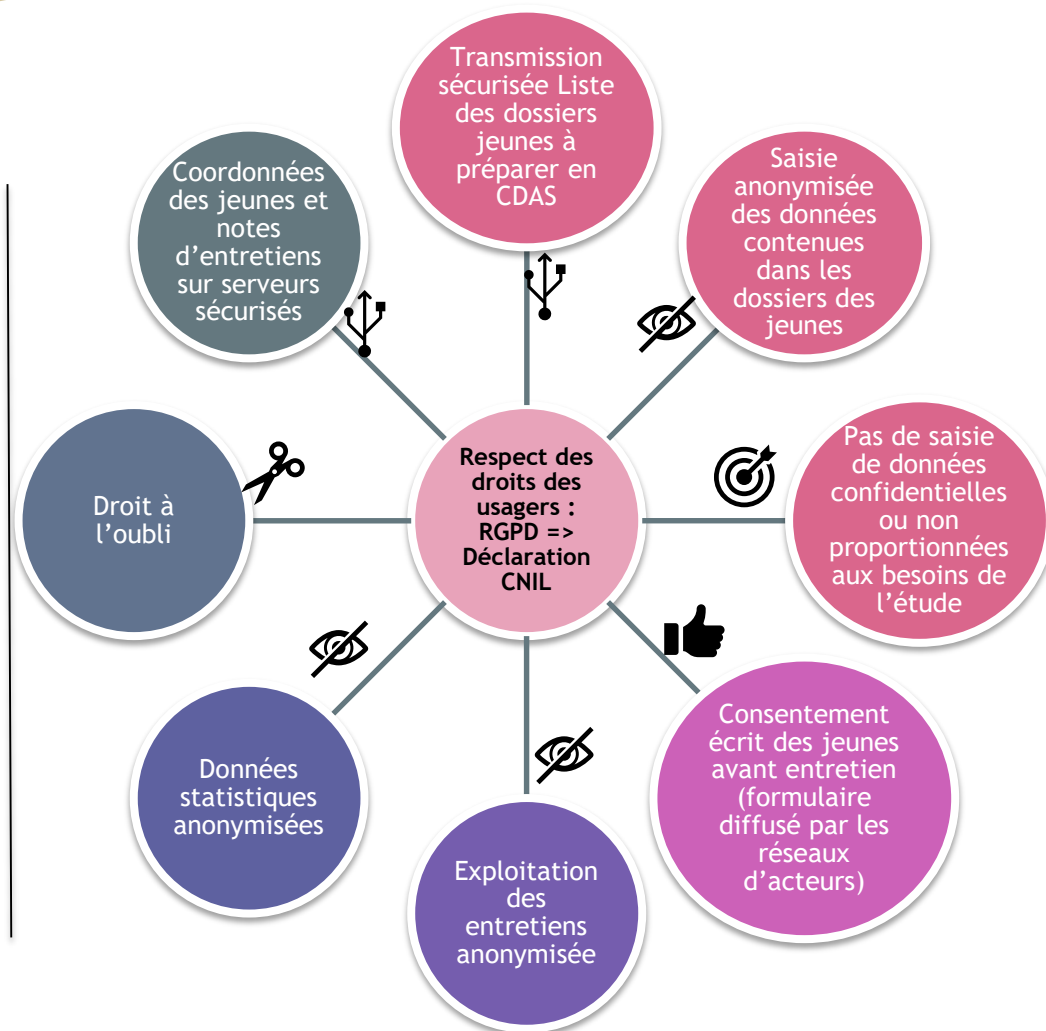 Transmission
sécurisée Liste
des dossiers
jeunes à
préparer en
CDAS
Saisie
anonymisée
des données
contenues
dans les
dossiers des
jeunes
Pas de saisie
de données
confidentielles
ou non
proportionnées
aux besoins de
l’étude
Consentement
écrit des jeunes
avant entretien
(formulaire
diffusé par les
réseaux
d’acteurs)
Exploitation
des
entretiens
anonymisée
Données
statistiques
anonymisées
Droit à
l’oubli
Coordonnées
des jeunes et
notes
d’entretiens
sur serveurs
sécurisés
Respect des
droits des
usagers :
RGPD =>
Déclaration
CNIL